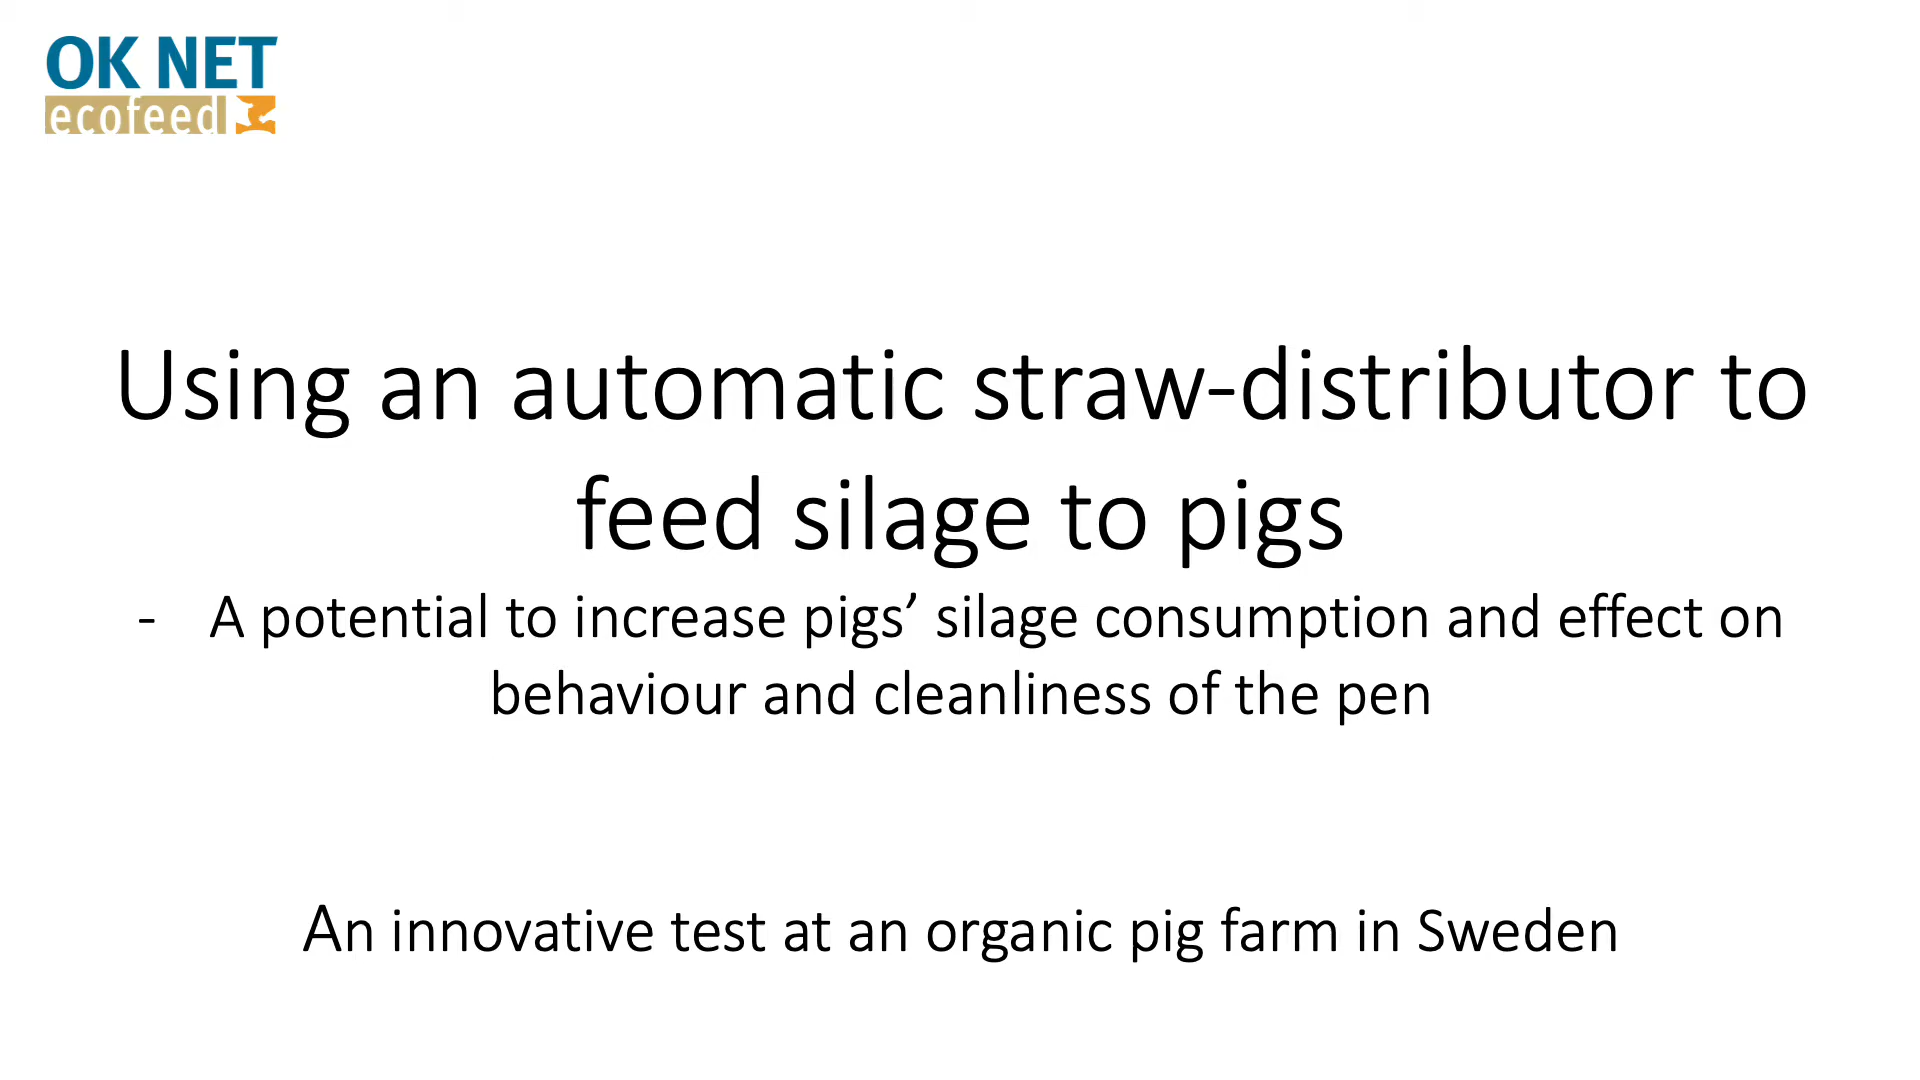 OK NET
ecofeed
Using an automatic straw-distributor to
feed silage to pigs
- A potential to increase pigs’ silage consumption and effect on
behaviour and cleanliness of the pen
An innovative test at an organic pig farm in Sweden